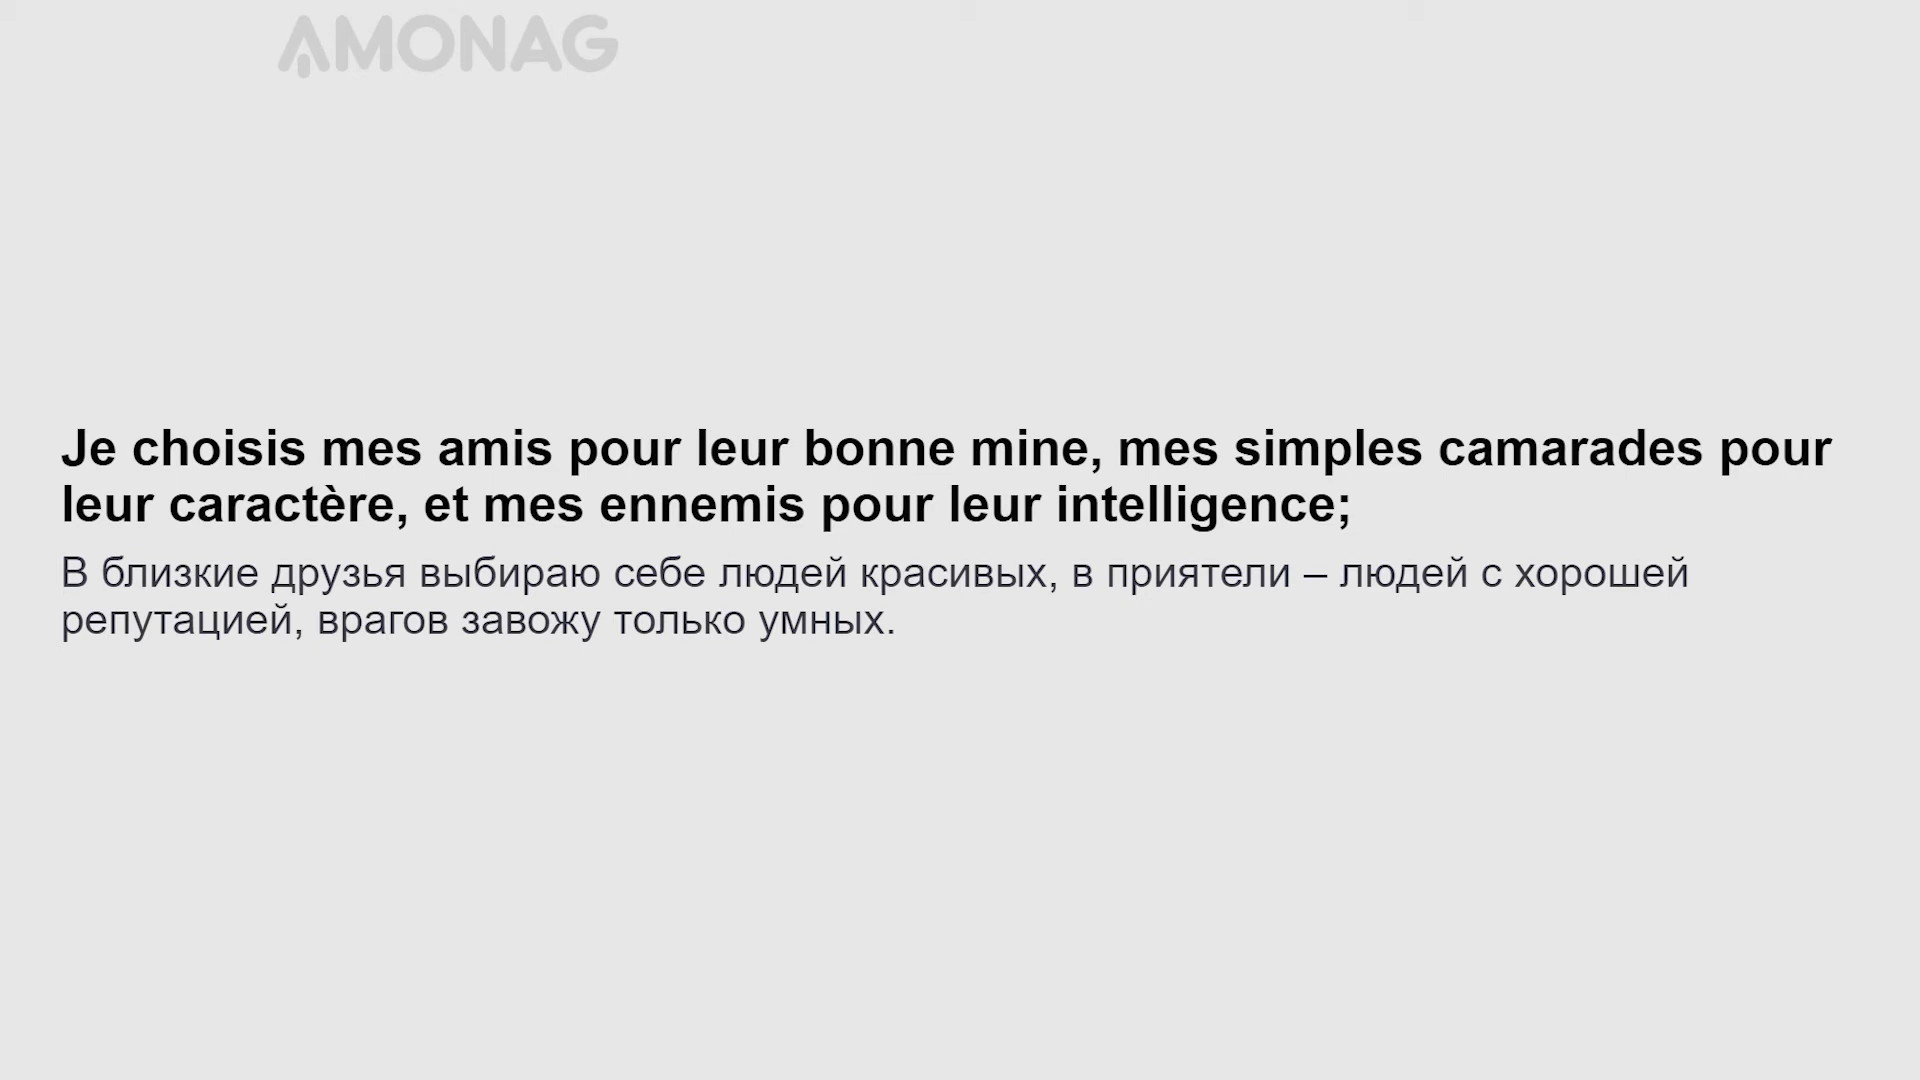 AMONAG
Je choisis mes amis pour leur bonne mine, mes simples camarades pour
leur caractère, et mes ennemis pour leur intelligence;
В близкие друзья выбираю себе людей красивых, в приятели – людей с хорошей
репутацией, врагов завожу только умных.